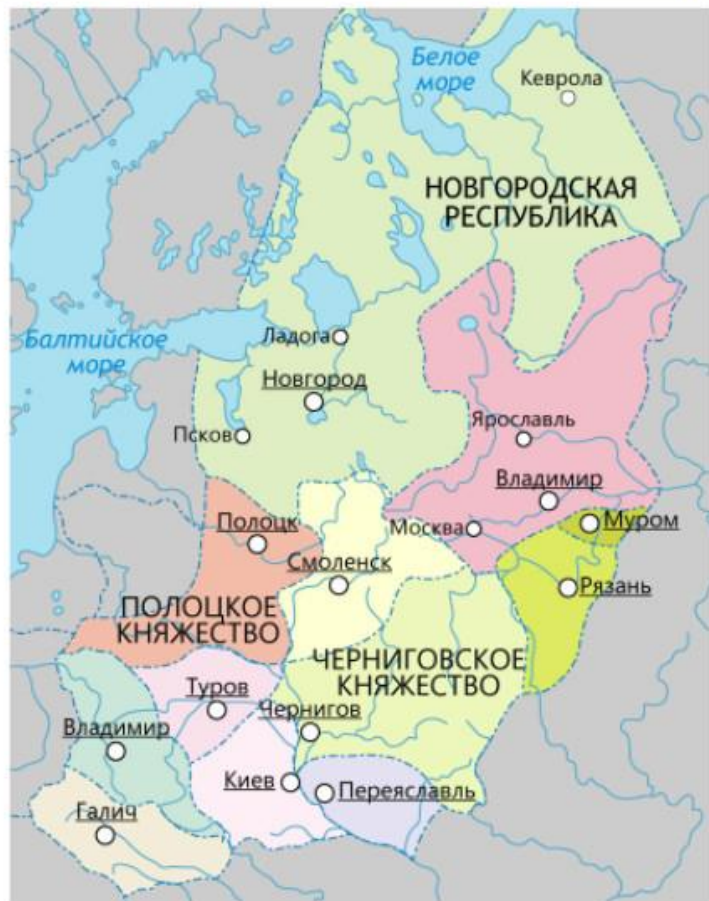 Белое
море
Кеврола
НОВГОРОДСКАЯ
РЕСПУБЛИКА
Балтийское
море
Ладога
Новгород
Псков
Ярославль
Владимир
Полоцк
Москва
Муром
Смоленск
Рязань
ПОЛОЦКОЕ
КНЯЖЕСТВО
ЧЕРНИГОВСКОЕ
КНЯЖЕСТВО
Туров
Владимир
Чернигов
Киев
Переяславль
Галич